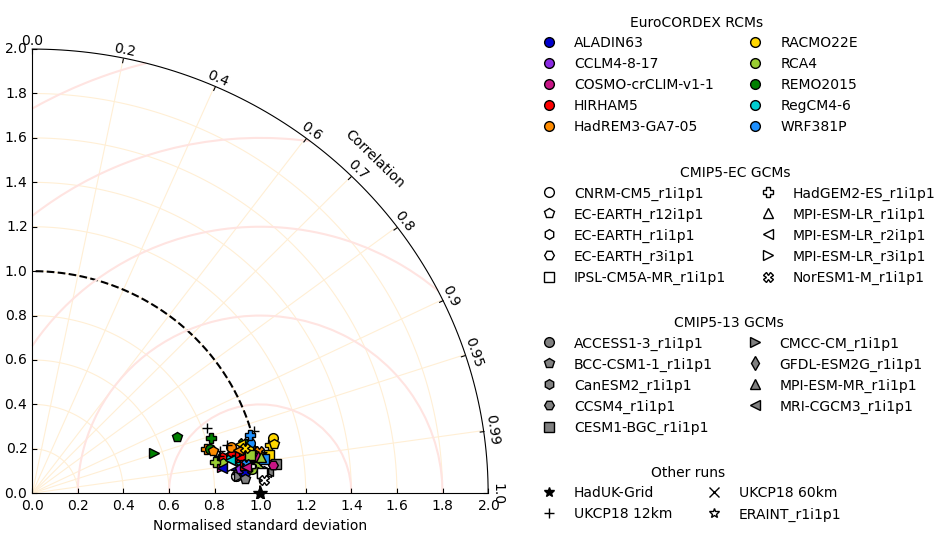 EuroCORDEX RCMs
ALADIN63 RACMO22E
CCLM4-8-17 RCA4
COSMO-crCLIM-v1-1 REMO2015
HIRHAM5 RegCM4-6
HadREM3-GA7-05 WRF381P
CMIP5-EC GCMs
CNRM-CM5_r1i1p1 HadGEM2-ES_r1i1p1
EC-EARTH_r12i1p1 MPI-ESM-LR_r1i1p1
EC-EARTH_r1i1p1 MPI-ESM-LR_r2i1p1
EC-EARTH_r3i1p1 MPI-ESM-LR_r3i1p1
IPSL-CM5A-MR_r1i1p1 NorESM1-M_r1i1p1
CMIP5-13 GCMs
ACCESS1-3_r1i1p1 CMCC-CM_r1i1p1
BCC-CSM1-1_r1i1p1 GFDL-ESM2G_r1i1p1
CanESM2_r1i1p1 MPI-ESM-MR_r1i1p1
CCSM4_r1i1p1 MRI-CGCM3_r1i1p1
CESM1-BGC_r1i1p1
Other runs
HadUK-Grid UKCP18 60km
UKCP18 12km ERAINT_r1i1p1
0.0
0.2
0.4
0.6
Correlation
0.7
0.8
0.9
0.95
0.99
1.0
2.0
1.8
1.6
1.4
1.2
1.0
0.8
0.6
0.4
0.2
0.0
0.0 0.2 0.4 0.6 0.8 1.0 1.2 1.4 1.6 1.8 2.0
Normalised standard deviation